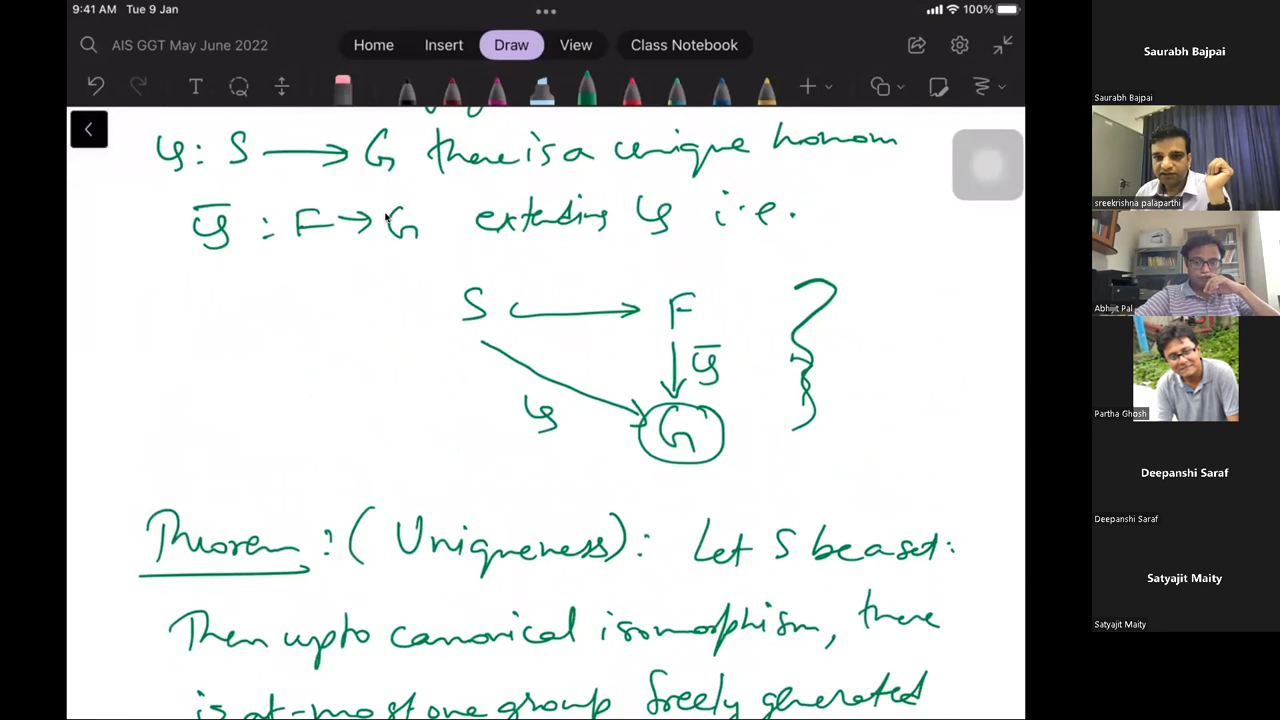 9:41 AM Tue 9 Jan
100%
AIS GGT May June 2022
Home Insert Draw View Class Notebook
T
φ: S ⟶ G there is a unique homom
φ̅ : F → G extending φ i.e.
S ⟶ F
φ̅
φ
G
Theorem : (Uniqueness): Let S be a set.
Then upto canonical isomorphism, there
is at-most one group freely generated
Saurabh Bajpai
Saurabh Bajpai
sreekrishna palaparthi
Abhijit Pal
Partha Ghosh
Deepanshi Saraf
Deepanshi Saraf
Satyajit Maity
Satyajit Maity